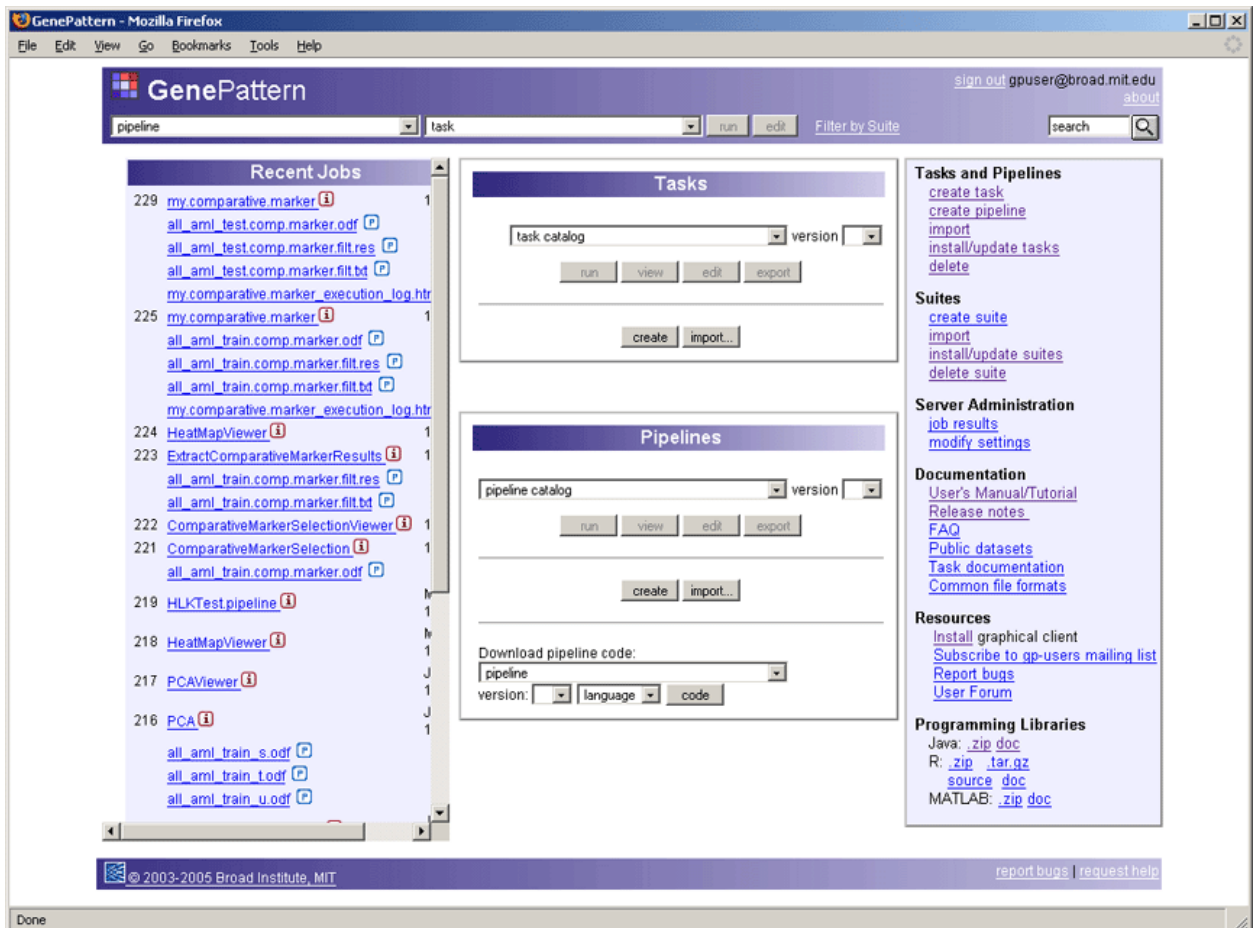 GenePattern - Mozilla Firefox
File Edit View Go Bookmarks Tools Help
GenePattern
sign out gpuser@broad.mit.edu
about
pipeline task run edit Filter by Suite search
Recent Jobs
229 my.comparative.marker 1
all_aml_test.comp.marker.odf
all_aml_test.comp.marker.filt.res
all_aml_test.comp.marker.filt.txt
my.comparative.marker_execution_log.htr
225 my.comparative.marker 1
all_aml_train.comp.marker.odf
all_aml_train.comp.marker.filt.res
all_aml_train.comp.marker.filt.txt
my.comparative.marker_execution_log.htr
224 HeatMapViewer 1
223 ExtractComparativeMarkerResults 1
all_aml_train.comp.marker.filt.res
all_aml_train.comp.marker.filt.txt
222 ComparativeMarkerSelectionViewer 1
221 ComparativeMarkerSelection 1
all_aml_train.comp.marker.odf
219 HLKTest.pipeline
1
218 HeatMapViewer
1
217 PCAViewer J
1
216 PCA J
1
all_aml_train_s.odf
all_aml_train_t.odf
all_aml_train_u.odf
Tasks
task catalog version
run view edit export
create import...
Pipelines
pipeline catalog version
run view edit export
create import...
Download pipeline code:
pipeline
version: language code
Tasks and Pipelines
create task
create pipeline
import
install/update tasks
delete
Suites
create suite
import
install/update suites
delete suite
Server Administration
job results
modify settings
Documentation
User's Manual/Tutorial
Release notes
FAQ
Public datasets
Task documentation
Common file formats
Resources
Install graphical client
Subscribe to gp-users mailing list
Report bugs
User Forum
Programming Libraries
Java: .zip doc
R: .zip .tar.gz
source doc
MATLAB: .zip doc
© 2003-2005 Broad Institute, MIT
report bugs | request help
Done